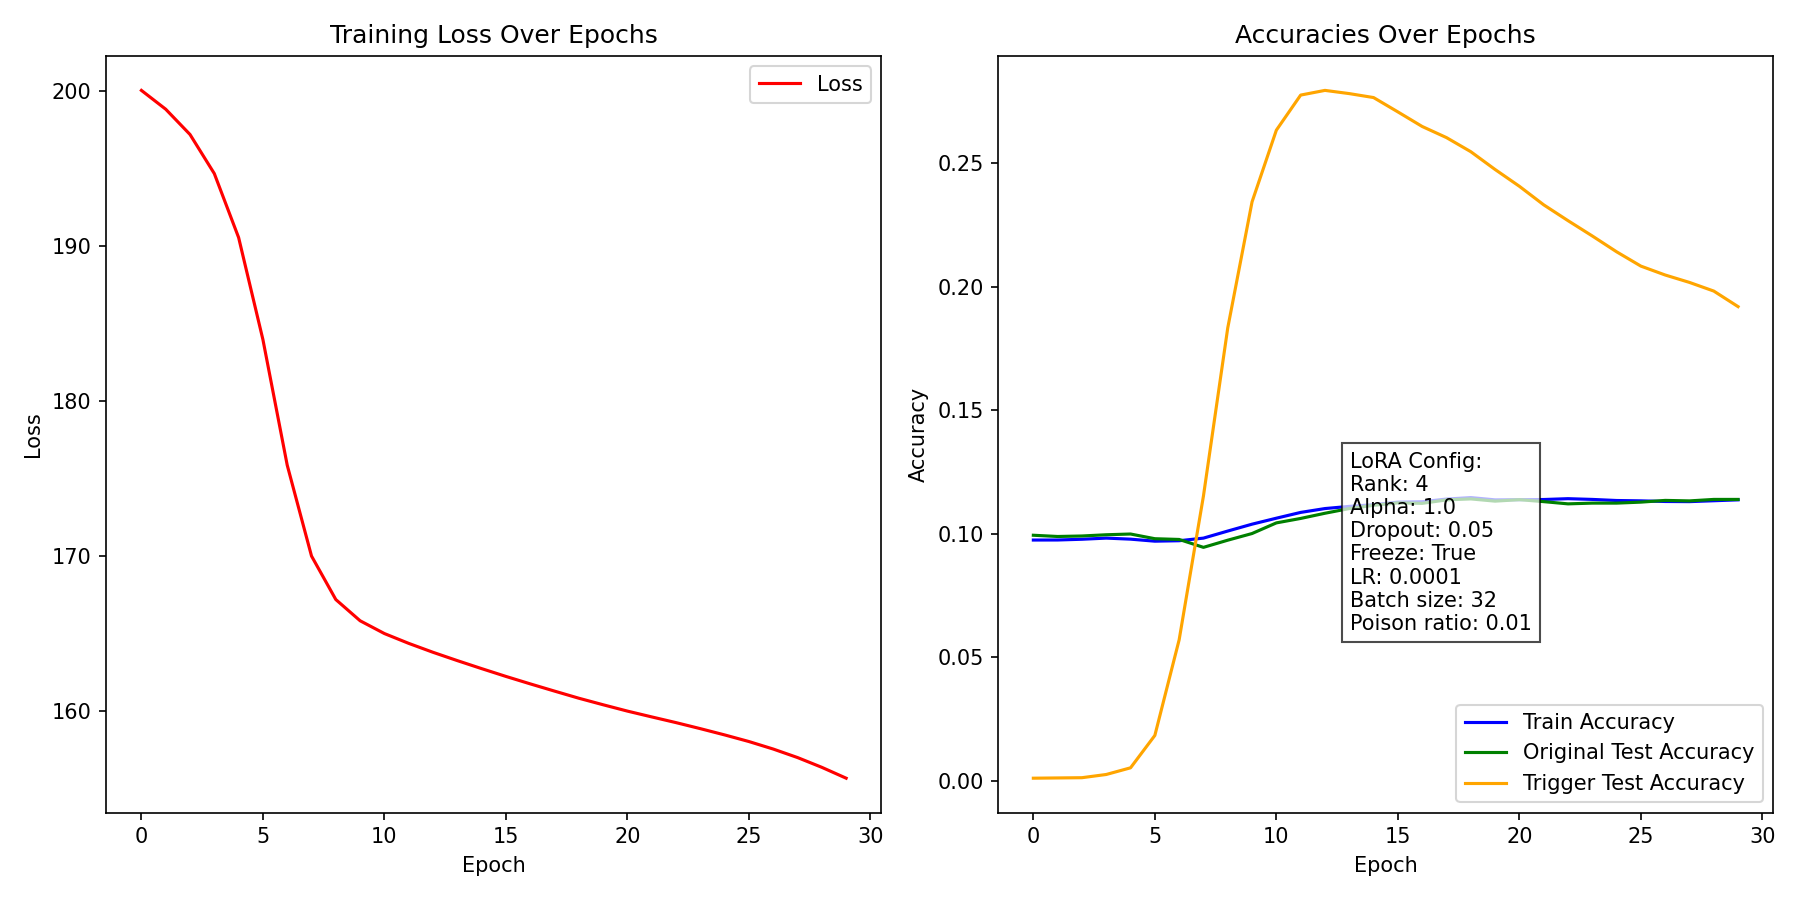 Training Loss Over Epochs
Loss
200
190
180
170
160
Loss
0
5
10
15
20
25
30
Epoch
Accuracies Over Epochs
0.25
0.20
0.15
0.10
0.05
0.00
Accuracy
LoRA Config:
Rank: 4
Alpha: 1.0
Dropout: 0.05
Freeze: True
LR: 0.0001
Batch size: 32
Poison ratio: 0.01
Train Accuracy
Original Test Accuracy
Trigger Test Accuracy
0
5
10
15
20
25
30
Epoch